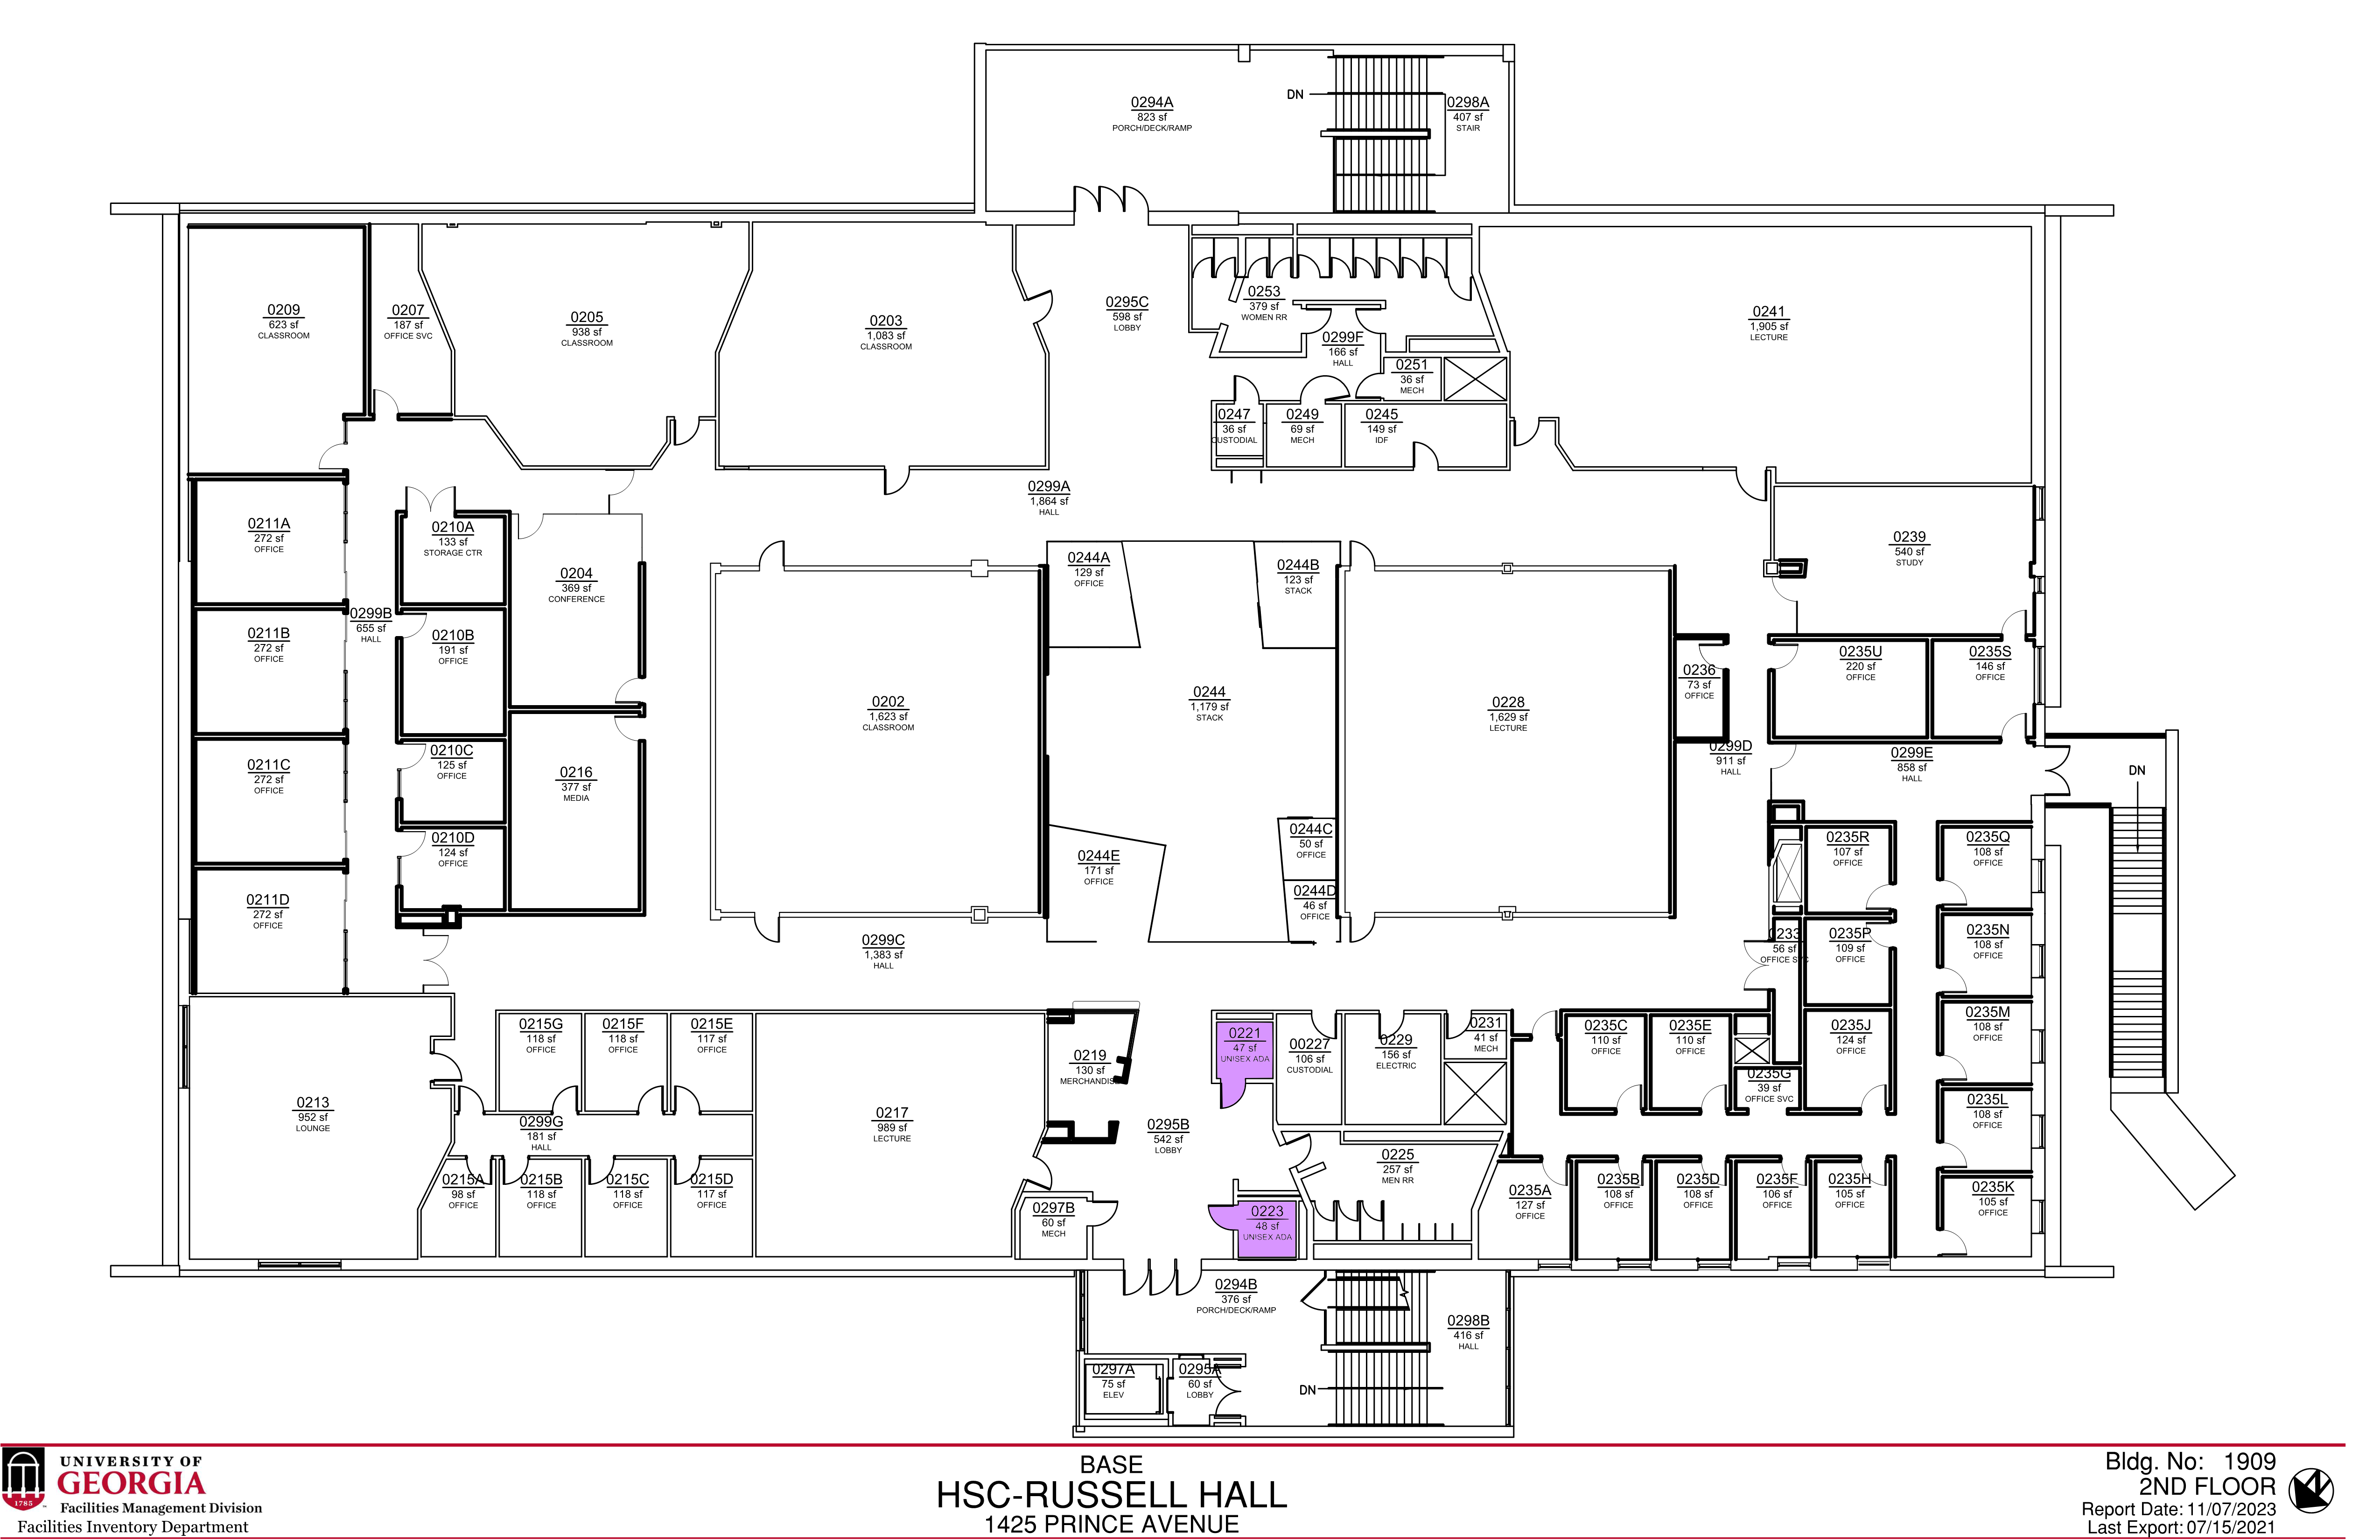 0294A
823 sf
PORCH/DECK/RAMP
DN
0298A
407 sf
STAIR
0209
623 sf
CLASSROOM
0207
187 sf
OFFICE SVC
0205
938 sf
CLASSROOM
0203
1,083 sf
CLASSROOM
0295C
598 sf
LOBBY
0253
379 sf
WOMEN RR
0299F
166 sf
HALL
0251
36 sf
MECH
0241
1,905 sf
LECTURE
0247
36 sf
CUSTODIAL
0249
69 sf
MECH
0245
149 sf
IDF
0299A
1,864 sf
HALL
0211A
272 sf
OFFICE
0210A
133 sf
STORAGE CTR
0204
369 sf
CONFERENCE
0244A
129 sf
OFFICE
0244B
123 sf
STACK
0239
540 sf
STUDY
0299B
655 sf
HALL
0211B
272 sf
OFFICE
0210B
191 sf
OFFICE
0202
1,623 sf
CLASSROOM
0244
1,179 sf
STACK
0228
1,629 sf
LECTURE
0236
73 sf
OFFICE
0235U
220 sf
OFFICE
0235S
146 sf
OFFICE
0211C
272 sf
OFFICE
0210C
125 sf
OFFICE
0216
377 sf
MEDIA
0299D
911 sf
HALL
0299E
858 sf
HALL
DN
0211D
272 sf
OFFICE
0210D
124 sf
OFFICE
0244E
171 sf
OFFICE
0244C
50 sf
OFFICE
0244D
46 sf
OFFICE
0235R
107 sf
OFFICE
0235Q
108 sf
OFFICE
0299C
1,383 sf
HALL
0233
56 sf
OFFICE SVC
0235P
109 sf
OFFICE
0235N
108 sf
OFFICE
0213
952 sf
LOUNGE
0215G
118 sf
OFFICE
0215F
118 sf
OFFICE
0215E
117 sf
OFFICE
0217
989 sf
LECTURE
0219
130 sf
MERCHANDISE
0221
47 sf
UNISEX ADA
00227
106 sf
CUSTODIAL
0229
156 sf
ELECTRIC
0231
41 sf
MECH
0235C
110 sf
OFFICE
0235E
110 sf
OFFICE
0235G
39 sf
OFFICE SVC
0235J
124 sf
OFFICE
0235M
108 sf
OFFICE
0299G
181 sf
HALL
0295B
542 sf
LOBBY
0235L
108 sf
OFFICE
0215A
98 sf
OFFICE
0215B
118 sf
OFFICE
0215C
118 sf
OFFICE
0215D
117 sf
OFFICE
0297B
60 sf
MECH
0223
48 sf
UNISEX ADA
0225
257 sf
MEN RR
0235A
127 sf
OFFICE
0235B
108 sf
OFFICE
0235D
108 sf
OFFICE
0235F
106 sf
OFFICE
0235H
105 sf
OFFICE
0235K
105 sf
OFFICE
0294B
376 sf
PORCH/DECK/RAMP
0298B
416 sf
HALL
0297A
75 sf
ELEV
0295A
60 sf
LOBBY
DN
1785
UNIVERSITY OF
GEORGIA
Facilities Management Division
Facilities Inventory Department
BASE
HSC-RUSSELL HALL
1425 PRINCE AVENUE
Bldg. No: 1909
2ND FLOOR
Report Date: 11/07/2023
Last Export: 07/15/2021